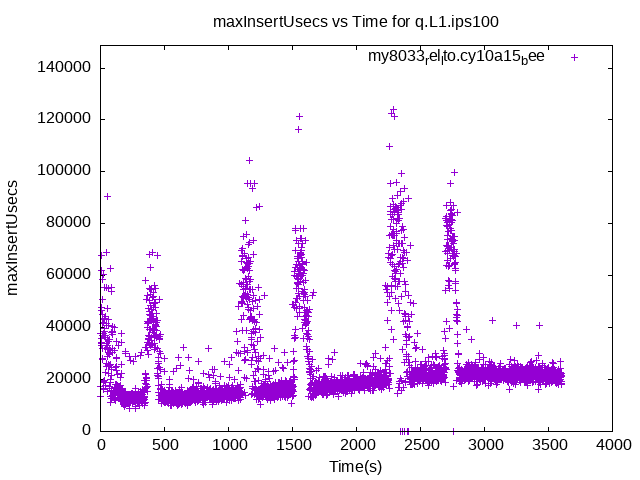 maxInsertUsecs vs Time for q.L1.ips100
my8033_rel_lto.cy10a15_bee
140000
120000
100000
80000
60000
40000
20000
0
maxInsertUsecs
0 500 1000 1500 2000 2500 3000 3500 4000
Time(s)